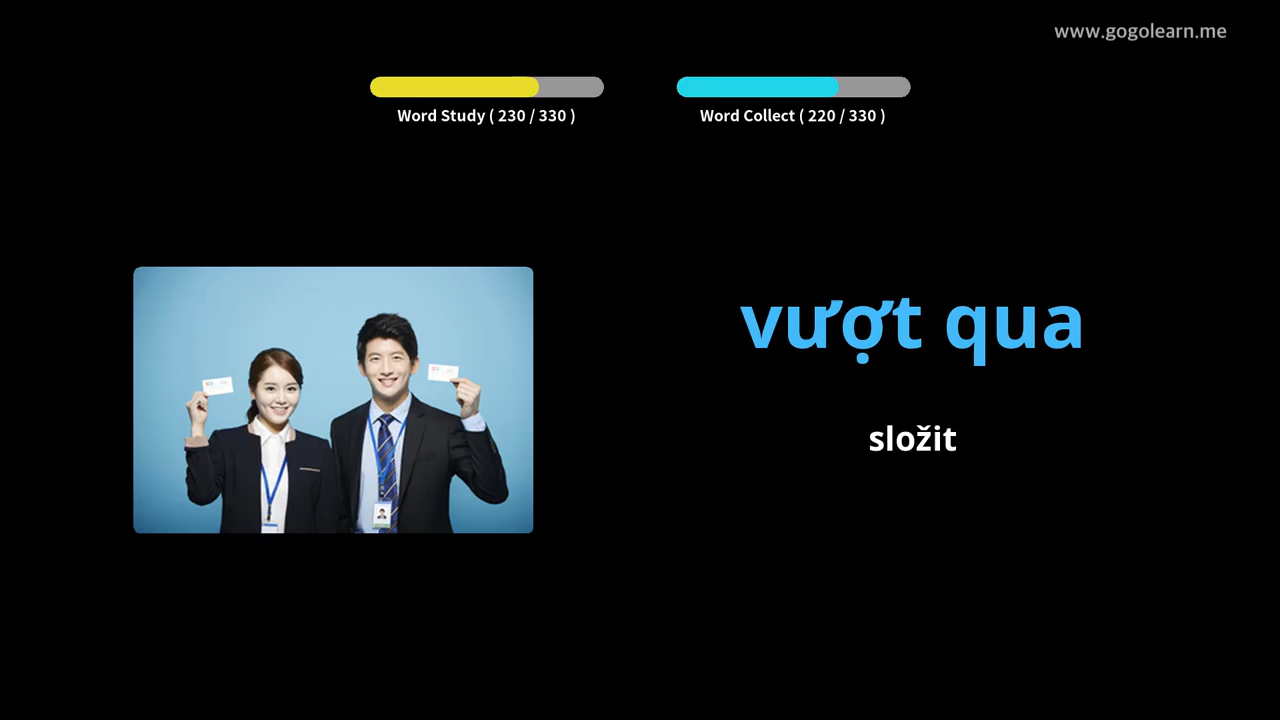 www.gogolearn.me
Word Study ( 230 / 330 )
Word Collect ( 220 / 330 )
vượt qua
složit